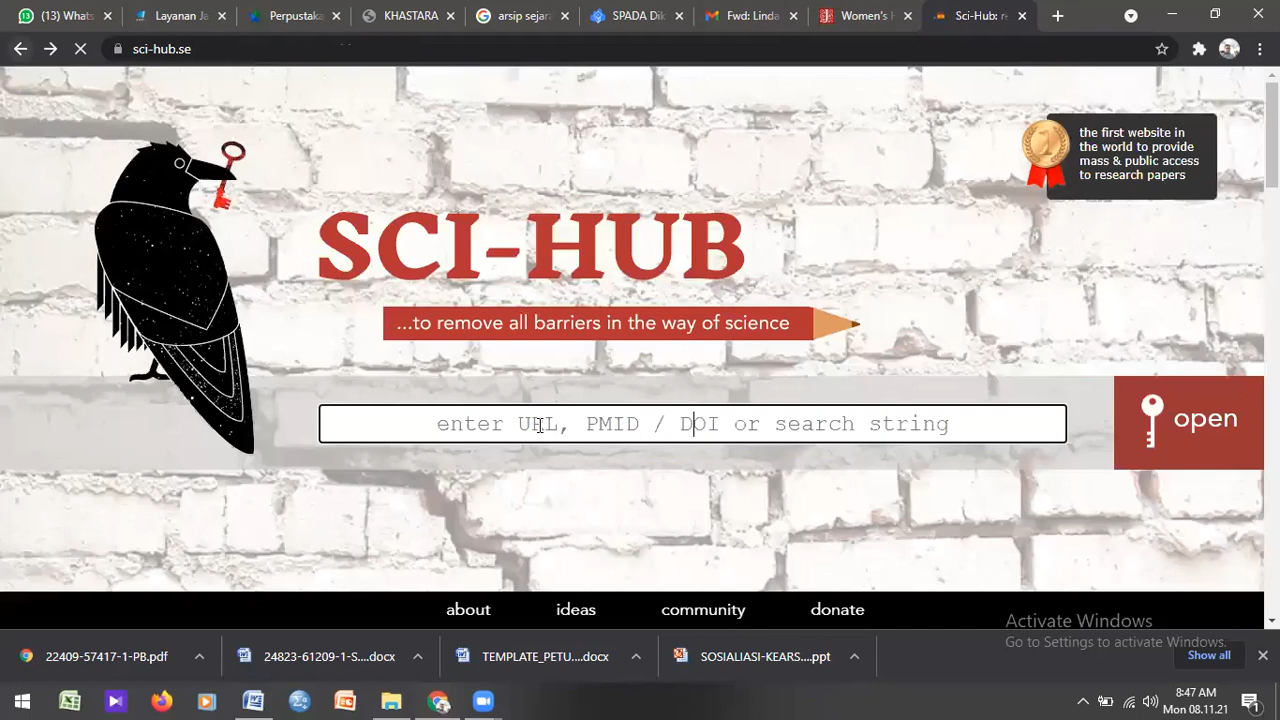 (13) Whats
Layanan Ja
Perpustaka
KHASTARA
arsip sejara
SPADA Dik
Fwd: Linda
Women's H
Sci-Hub: re
sci-hub.se
the first website in
the world to provide
mass & public access
to research papers
SCI-HUB
...to remove all barriers in the way of science
enter URL, PMID / DOI or search string
open
about ideas community donate
Activate Windows
Go to Settings to activate Windows.
22409-57417-1-PB.pdf
24823-61209-1-S....docx
TEMPLATE_PETU....docx
SOSIALIASI-KEARS....ppt
Show all
8:47 AM
Mon 08.11.21